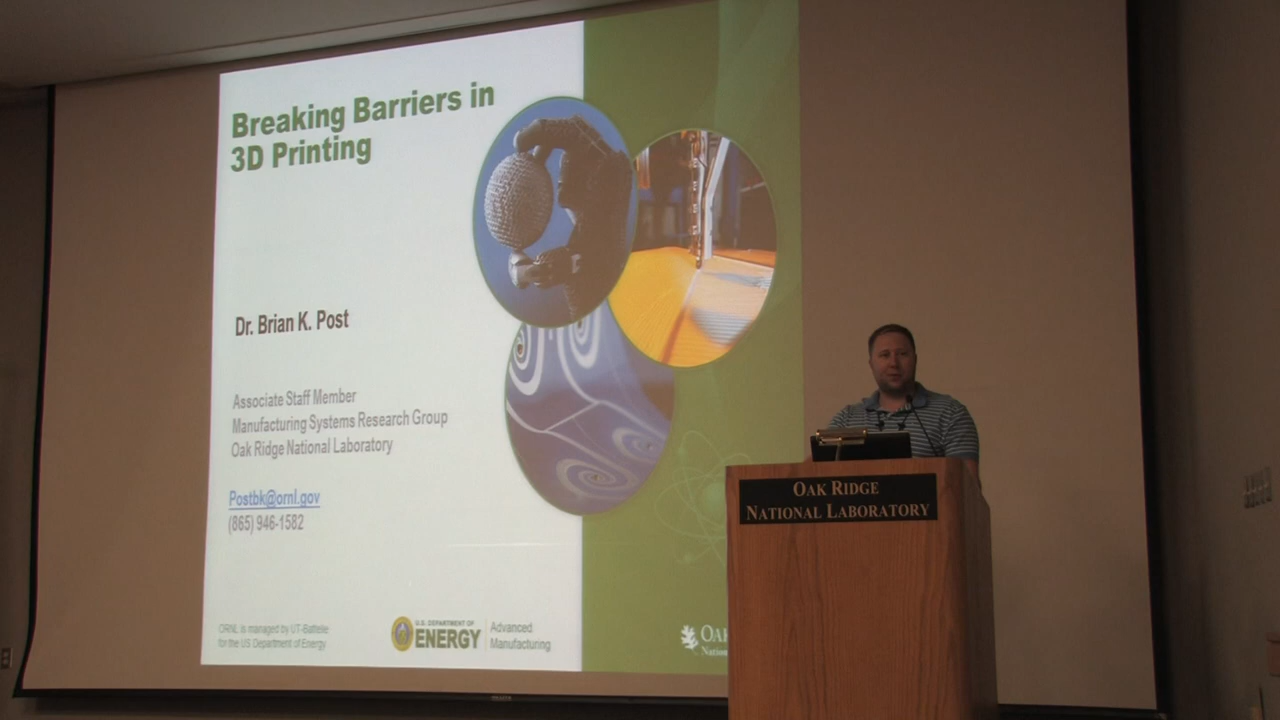 Breaking Barriers in
3D Printing
Dr. Brian K. Post
Associate Staff Member
Manufacturing Systems Research Group
Oak Ridge National Laboratory
Postbk@ornl.gov
(865) 946-1582
ORNL is managed by UT-Battelle
for the US Department of Energy
U.S. DEPARTMENT OF
ENERGY
Advanced
Manufacturing
OAK RIDGE
NATIONAL LABORATORY